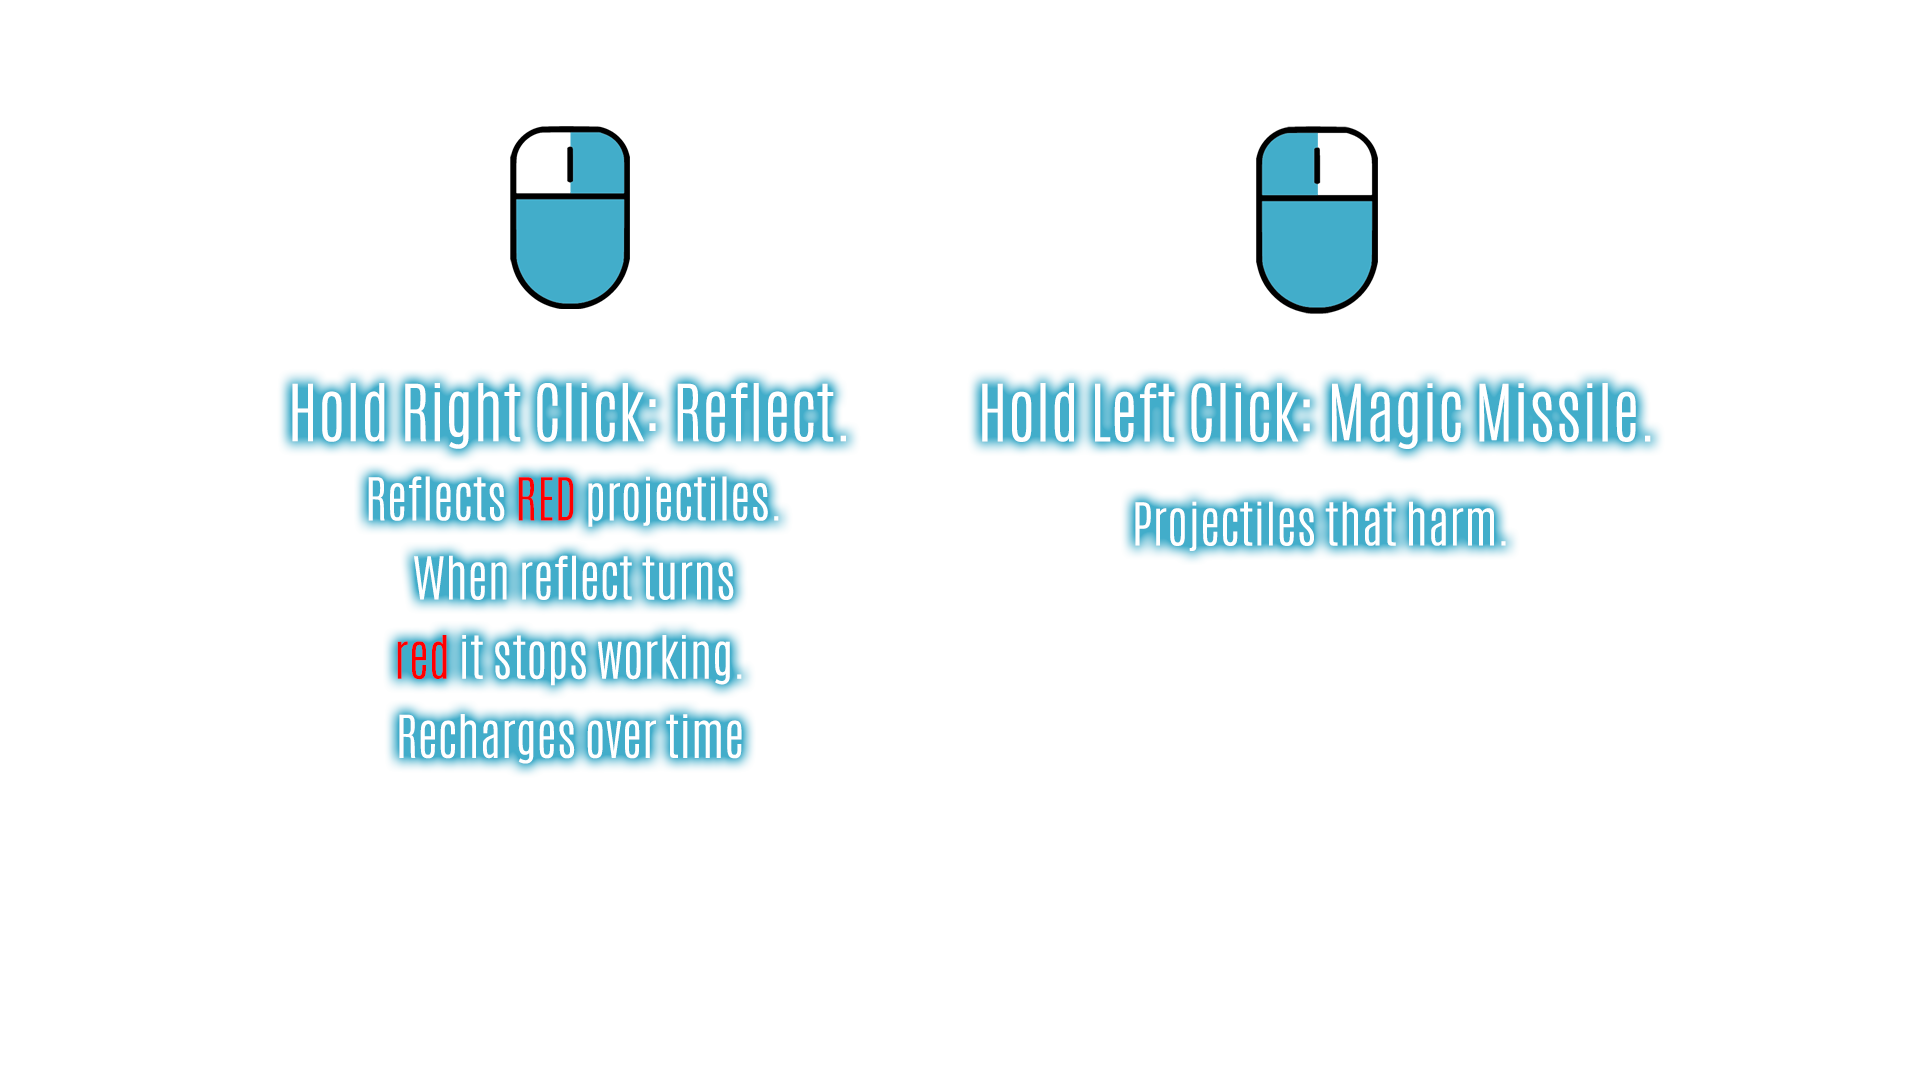 Hold Right Click: Reflect.
Reflects RED projectiles.
When reflect turns
red it stops working.
Recharges over time
Hold Left Click: Magic Missile.
Projectiles that harm.